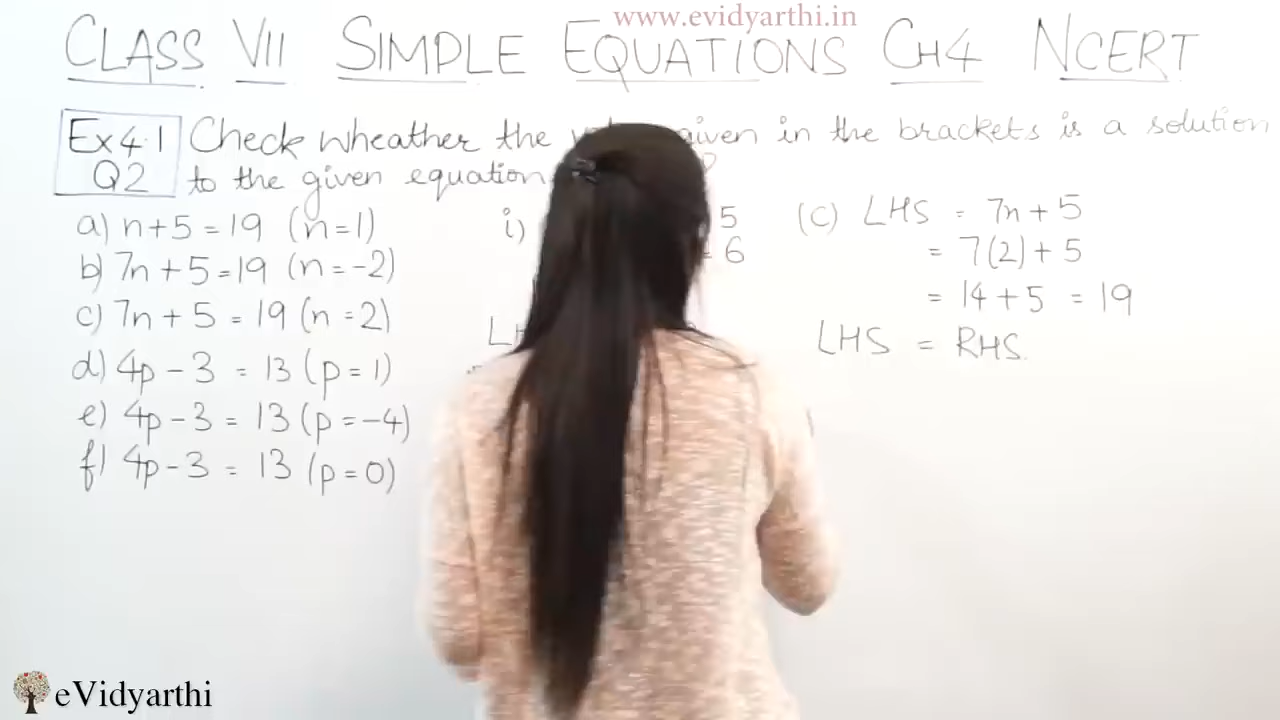 www.evidyarthi.in
CLASS VII SIMPLE EQUATIONS CH4 NCERT
Ex 4.1 Check wheather the given in the brackets is a solution
Q2 to the given equation
a) n+5 = 19 (n=1)
b) 7n+5 = 19 (n = -2)
c) 7n + 5 = 19 (n = 2)
d) 4p - 3 = 13 (p = 1)
e) 4p - 3 = 13 (p = -4)
f) 4p - 3 = 13 (p = 0)
i) 5
= 6
(C) LHS = 7n + 5
= 7(2) + 5
= 14 + 5 = 19
LHS = RHS.
eVidyarthi